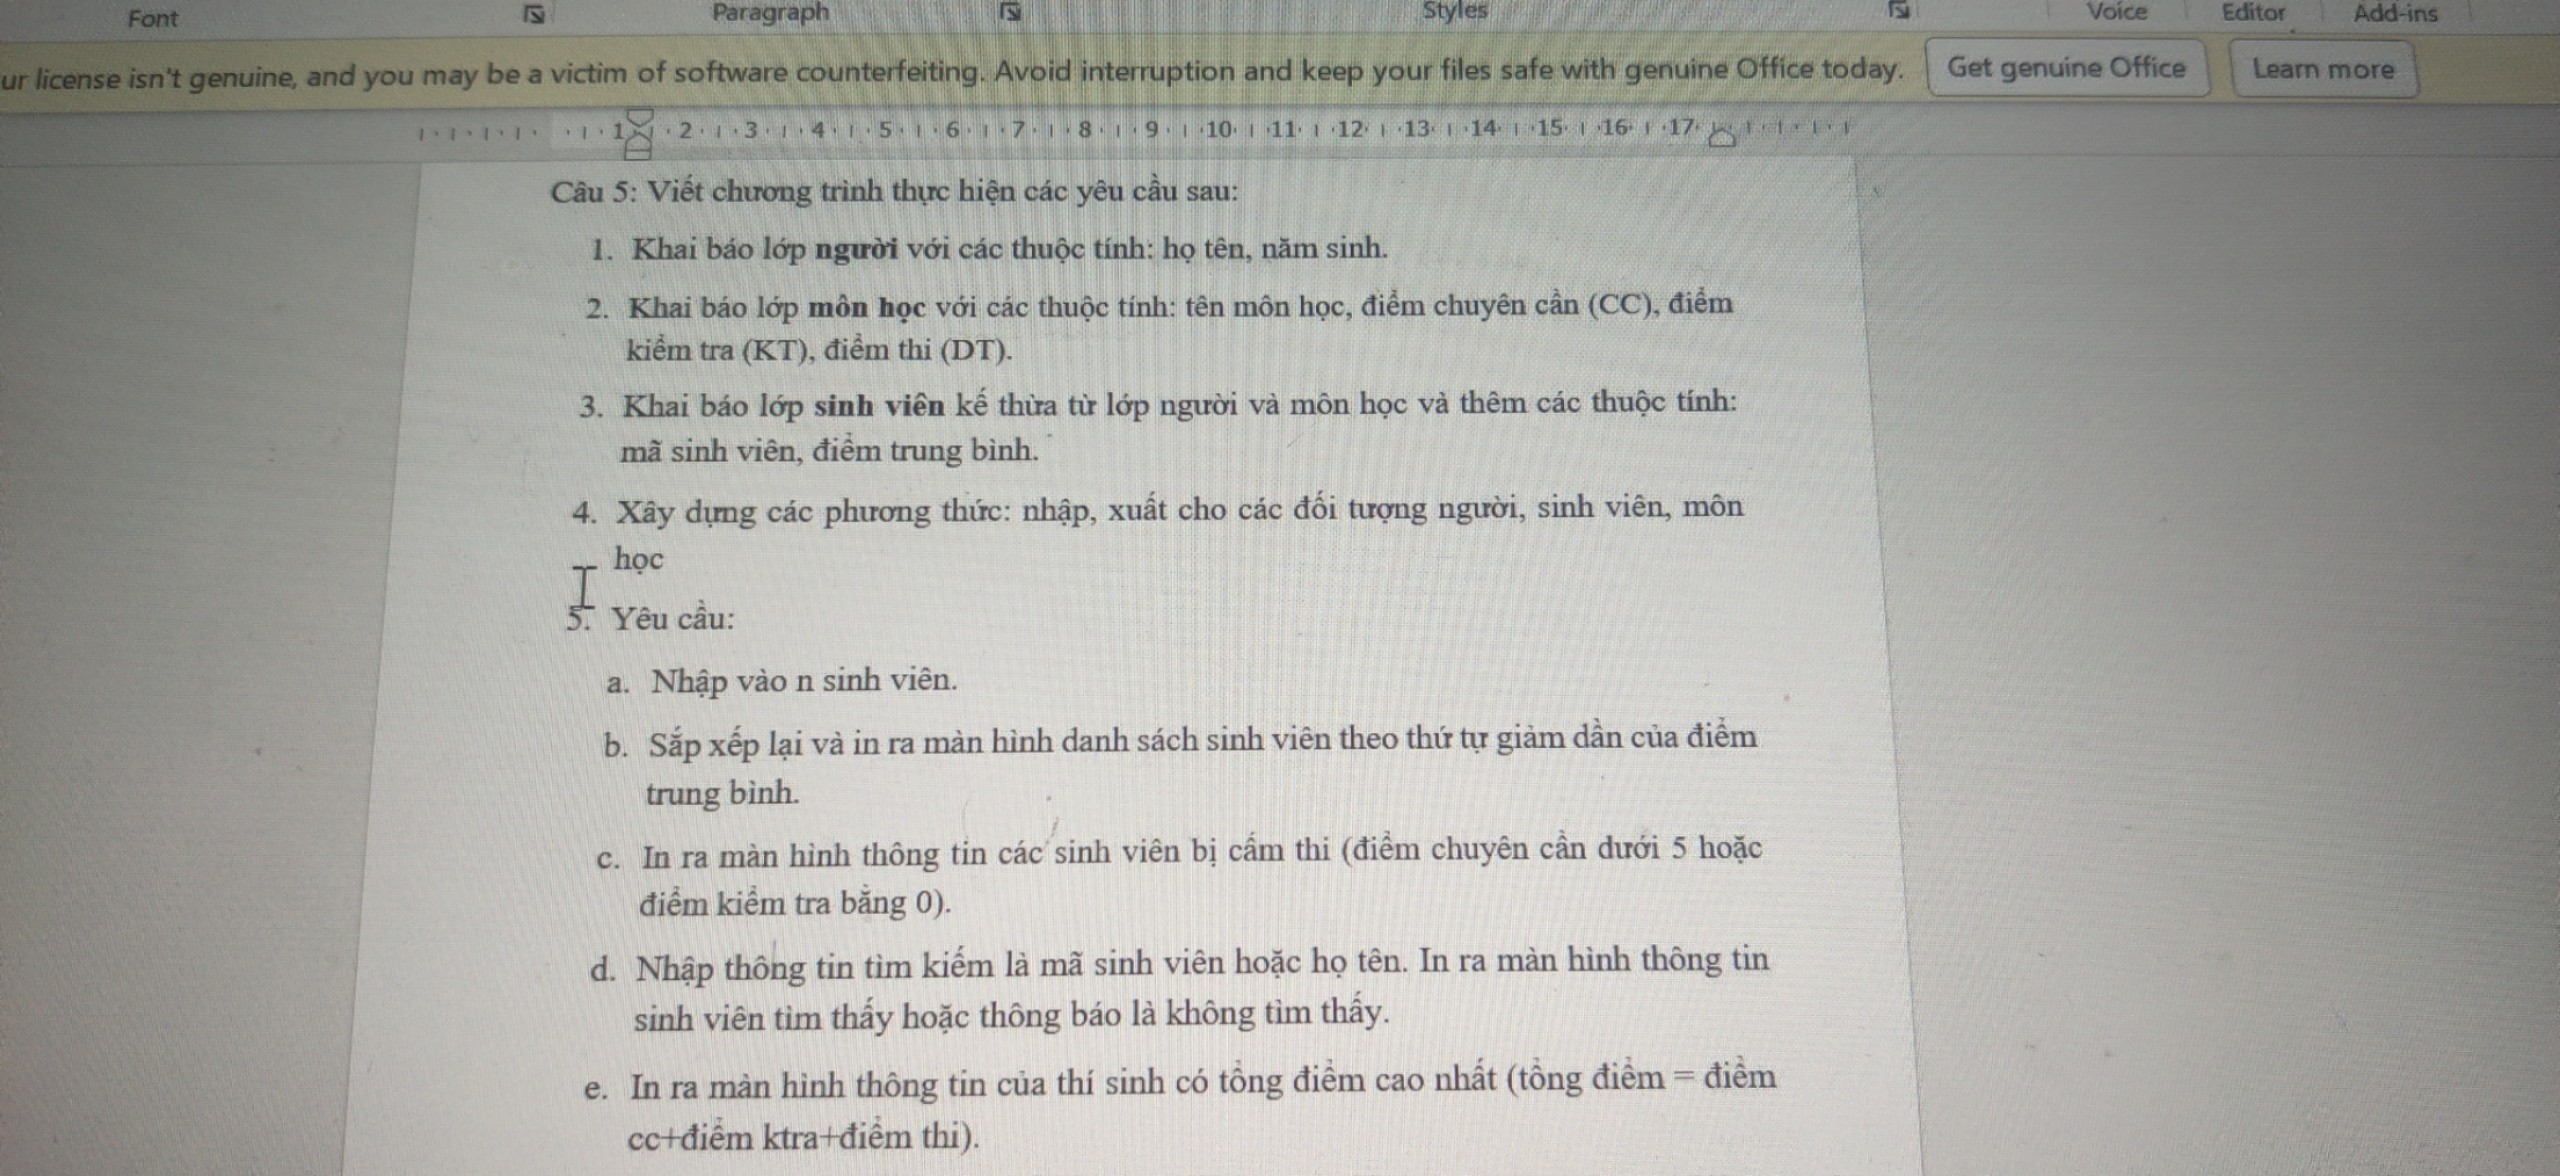 Font Paragraph Styles Voice Editor Add-ins
ur license isn't genuine, and you may be a victim of software counterfeiting. Avoid interruption and keep your files safe with genuine Office today. Get genuine Office Learn more
1 2 3 4 5 6 7 8 9 10 11 12 13 14 15 16 17
Câu 5: Viết chương trình thực hiện các yêu cầu sau:
1. Khai báo lớp người với các thuộc tính: họ tên, năm sinh.
2. Khai báo lớp môn học với các thuộc tính: tên môn học, điểm chuyên cần (CC), điểm
kiểm tra (KT), điểm thi (DT).
3. Khai báo lớp sinh viên kế thừa từ lớp người và môn học và thêm các thuộc tính:
mã sinh viên, điểm trung bình.
4. Xây dựng các phương thức: nhập, xuất cho các đối tượng người, sinh viên, môn
học
5. Yêu cầu:
a. Nhập vào n sinh viên.
b. Sắp xếp lại và in ra màn hình danh sách sinh viên theo thứ tự giảm dần của điểm
trung bình.
c. In ra màn hình thông tin các sinh viên bị cấm thi (điểm chuyên cần dưới 5 hoặc
điểm kiểm tra bằng 0).
d. Nhập thông tin tìm kiếm là mã sinh viên hoặc họ tên. In ra màn hình thông tin
sinh viên tìm thấy hoặc thông báo là không tìm thấy.
e. In ra màn hình thông tin của thí sinh có tổng điểm cao nhất (tổng điểm = điểm
cc+điểm ktra+điểm thi).